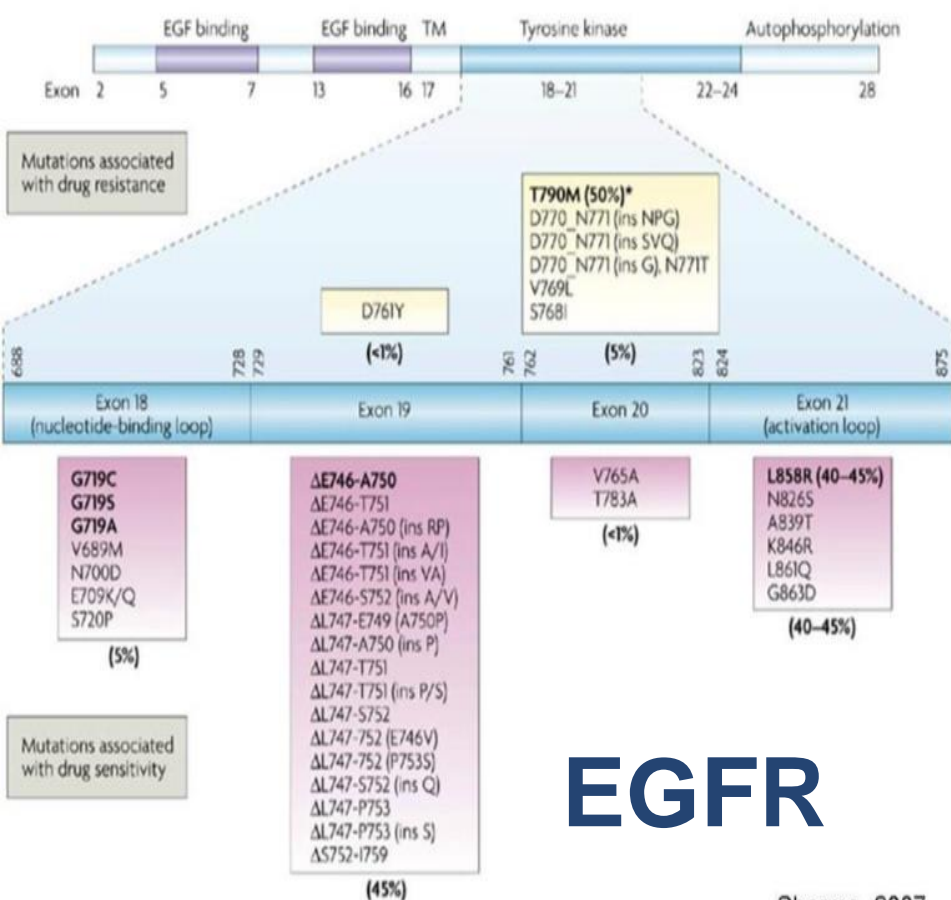 EGF binding EGF binding TM Tyrosine kinase Autophosphorylation
Exon 2 5 7 13 16 17 18–21 22–24 28
Mutations associated
with drug resistance
T790M (50%)*
D770_N771 (ins NPG)
D770_N771 (ins SVQ)
D770_N771 (ins G), N771T
V769L
S768I
D761Y
(<1%)
(5%)
688 728 729 761 762 823 824 875
Exon 18
(nucleotide-binding loop)
Exon 19
Exon 20
Exon 21
(activation loop)
G719C
G719S
G719A
V689M
N700D
E709K/Q
S720P
(5%)
ΔE746-A750
ΔE746-T751
ΔE746-A750 (ins RP)
ΔE746-T751 (ins A/I)
ΔE746-T751 (ins VA)
ΔE746-S752 (ins A/V)
ΔL747-E749 (A750P)
ΔL747-A750 (ins P)
ΔL747-T751
ΔL747-T751 (ins P/S)
ΔL747-S752
ΔL747-752 (E746V)
ΔL747-752 (P753S)
ΔL747-S752 (ins Q)
ΔL747-P753
ΔL747-P753 (ins S)
ΔS752-I759
(45%)
V765A
T783A
(<1%)
L858R (40–45%)
N826S
A839T
K846R
L861Q
G863D
(40–45%)
Mutations associated
with drug sensitivity
EGFR